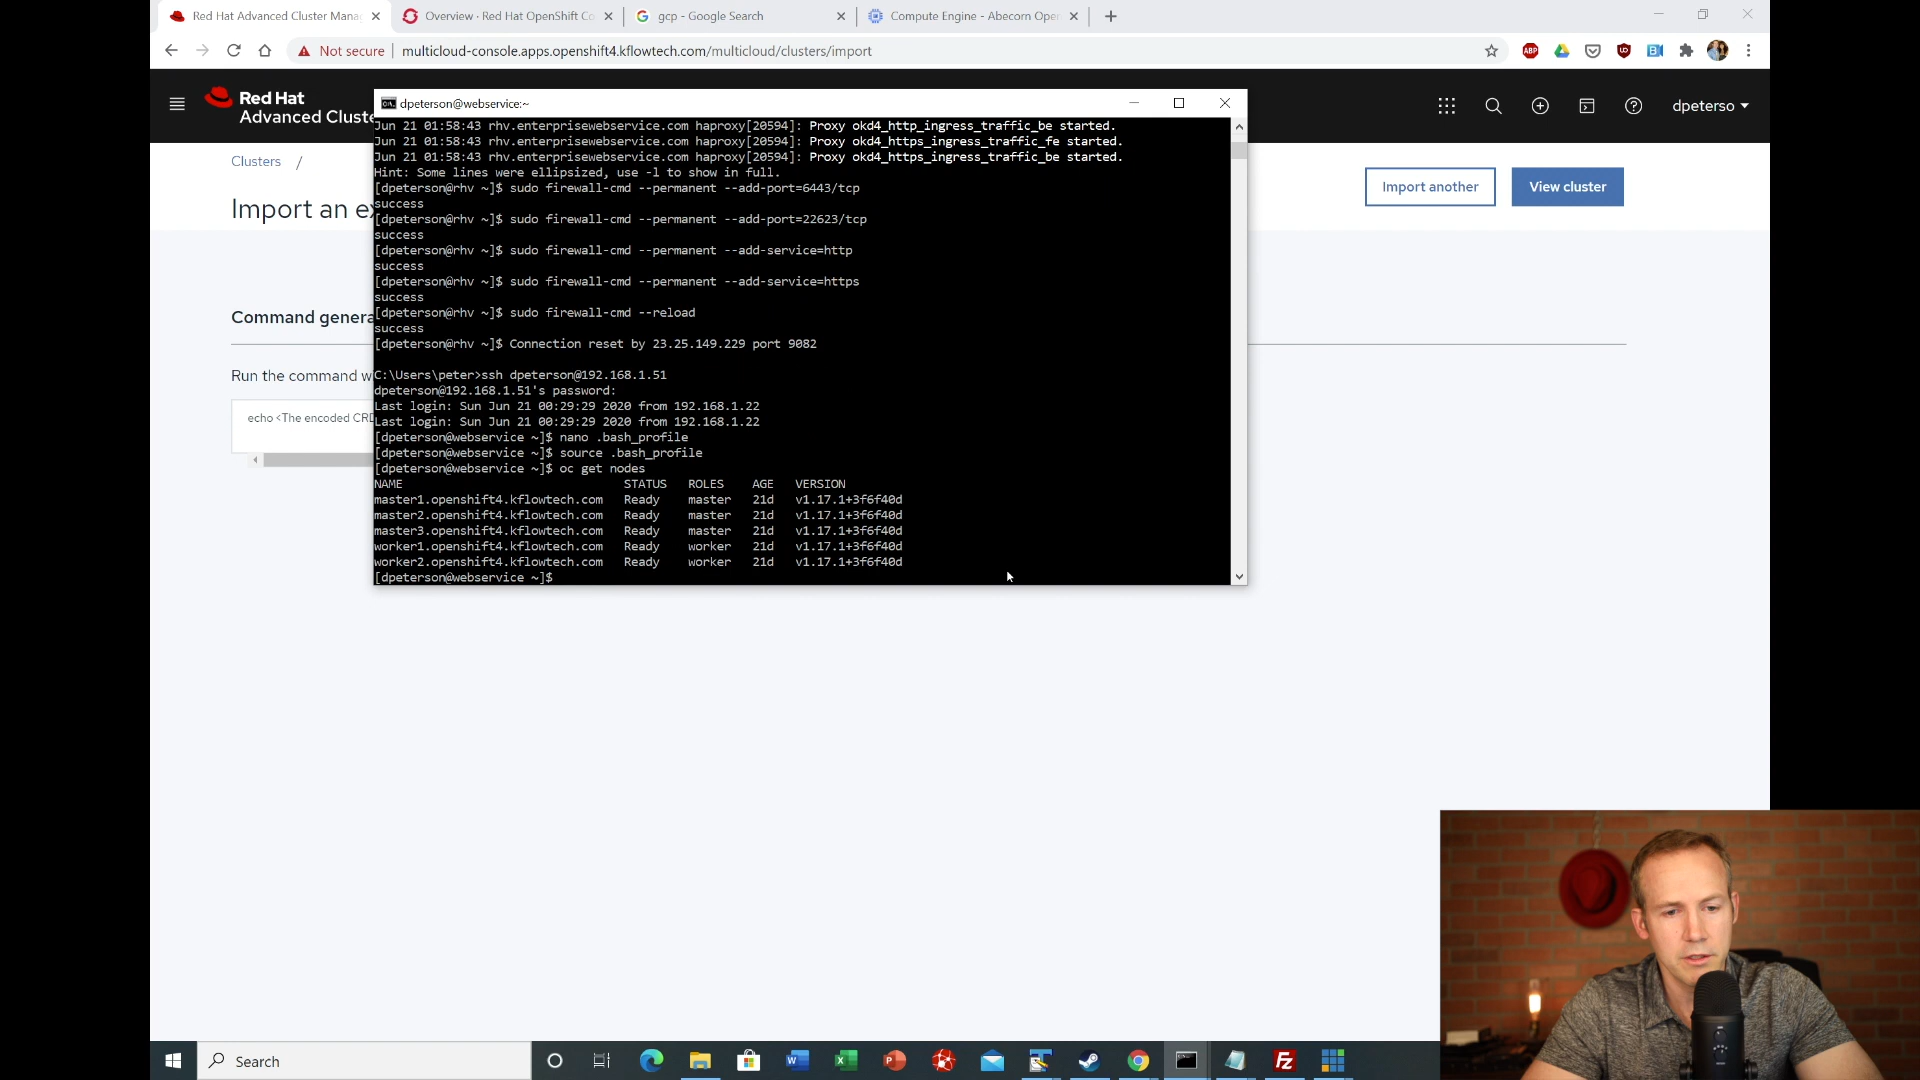 Red Hat Advanced Cluster Mana
Overview · Red Hat OpenShift Co
gcp - Google Search
Compute Engine - Abecorn Oper
Not secure
multicloud-console.apps.openshift4.kflowtech.com/multicloud/clusters/import
ABP
Red Hat
Advanced Cluste
dpeterso
Clusters /
Import an ex
Import another
View cluster
Command genera
Run the command w
echo <The encoded CRD
dpeterson@webservice:~
Jun 21 01:58:43 rhv.enterprisewebservice.com haproxy[20594]: Proxy okd4_http_ingress_traffic_be started.
Jun 21 01:58:43 rhv.enterprisewebservice.com haproxy[20594]: Proxy okd4_https_ingress_traffic_fe started.
Jun 21 01:58:43 rhv.enterprisewebservice.com haproxy[20594]: Proxy okd4_https_ingress_traffic_be started.
Hint: Some lines were ellipsized, use -l to show in full.
[dpeterson@rhv ~]$ sudo firewall-cmd --permanent --add-port=6443/tcp
success
[dpeterson@rhv ~]$ sudo firewall-cmd --permanent --add-port=22623/tcp
success
[dpeterson@rhv ~]$ sudo firewall-cmd --permanent --add-service=http
success
[dpeterson@rhv ~]$ sudo firewall-cmd --permanent --add-service=https
success
[dpeterson@rhv ~]$ sudo firewall-cmd --reload
success
[dpeterson@rhv ~]$ Connection reset by 23.25.149.229 port 9082
C:\Users\peter>ssh dpeterson@192.168.1.51
dpeterson@192.168.1.51's password:
Last login: Sun Jun 21 00:29:29 2020 from 192.168.1.22
Last login: Sun Jun 21 00:29:29 2020 from 192.168.1.22
[dpeterson@webservice ~]$ nano .bash_profile
[dpeterson@webservice ~]$ source .bash_profile
[dpeterson@webservice ~]$ oc get nodes
NAME STATUS ROLES AGE VERSION
master1.openshift4.kflowtech.com Ready master 21d v1.17.1+3f6f40d
master2.openshift4.kflowtech.com Ready master 21d v1.17.1+3f6f40d
master3.openshift4.kflowtech.com Ready master 21d v1.17.1+3f6f40d
worker1.openshift4.kflowtech.com Ready worker 21d v1.17.1+3f6f40d
worker2.openshift4.kflowtech.com Ready worker 21d v1.17.1+3f6f40d
[dpeterson@webservice ~]$
Search